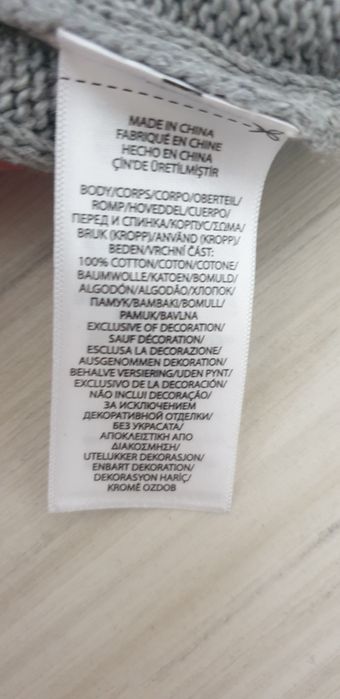 MADE IN CHINA
FABRIQUÉ EN CHINE
HECHO EN CHINA
ÇİN'DE ÜRETİLMİŞTİR
BODY/CORPS/CORPO/OBERTEIL/
ROMP/HOVEDDEL/CUERPO/
ПЕРЕД И СПИНКА/КОРПУС/ΣΩΜΑ/
BRUK (KROPP)/ANVÄND (KROPP)/
BEDEN/VRCHNÍ ČÁST:
100% COTTON/COTON/COTONE/
BAUMWOLLE/KATOEN/BOMULD/
ALGODÓN/ALGODÃO/ХЛОПОК/
ПАМУК/ΒΑΜΒΑΚΙ/BOMULL/
PAMUK/BAVLNA
EXCLUSIVE OF DECORATION/
SAUF DÉCORATION/
ESCLUSA LA DECORAZIONE/
AUSGENOMMEN DEKORATION/
BEHALVE VERSIERING/UDEN PYNT/
EXCLUSIVO DE LA DECORACIÓN/
NÃO INCLUI DECORAÇÃO/
ЗА ИСКЛЮЧЕНИЕМ
ДЕКОРАТИВНОЙ ОТДЕЛКИ/
БЕЗ УКРАСАТА/
ΑΠΟΚΛΕΙΣΤΙΚΗ ΑΠΟ
ΔΙΑΚΟΣΜΗΣΗ/
UTELUKKER DEKORASJON/
ENBART DEKORATION/
DEKORASYON HARİÇ/
KROMĚ OZDOB